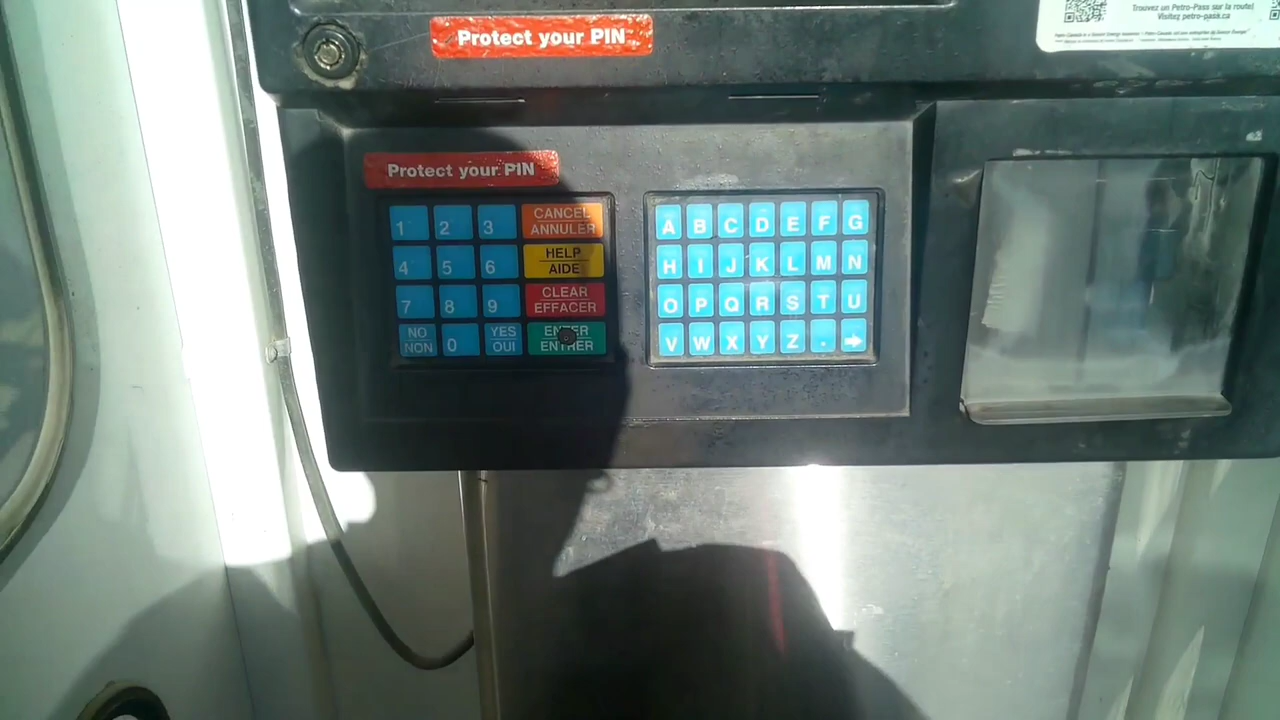 Protect your PIN
Trouvez un Petro-Pass sur la route!
Visitez petro-pass.ca
Protect your PIN
1 2 3 CANCEL ANNULER
4 5 6 HELP AIDE
7 8 9 CLEAR EFFACER
NO NON 0 YES OUI ENTER ENTRER
A B C D E F G
H I J K L M N
O P Q R S T U
V W X Y Z .